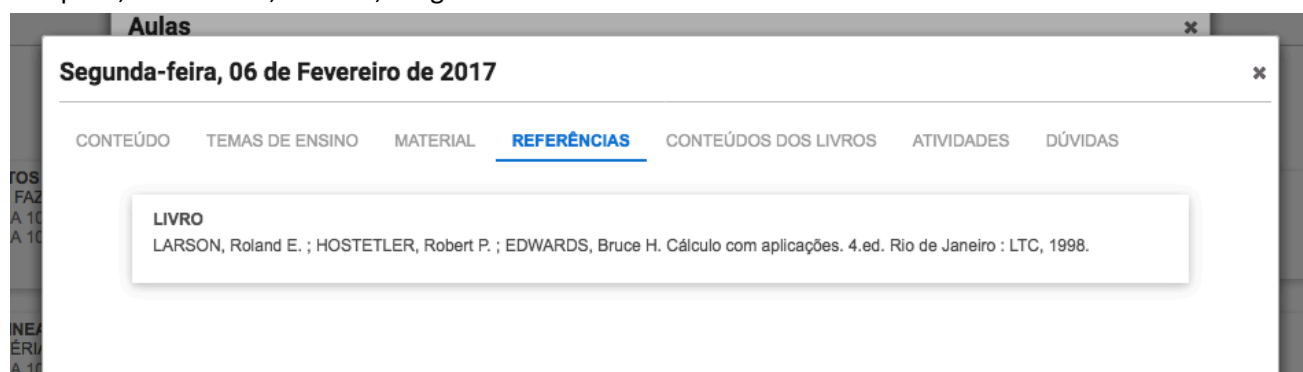 Aulas
Segunda-feira, 06 de Fevereiro de 2017
CONTEÚDO TEMAS DE ENSINO MATERIAL REFERÊNCIAS CONTEÚDOS DOS LIVROS ATIVIDADES DÚVIDAS
LIVRO
LARSON, Roland E. ; HOSTETLER, Robert P. ; EDWARDS, Bruce H. Cálculo com aplicações. 4.ed. Rio de Janeiro : LTC, 1998.